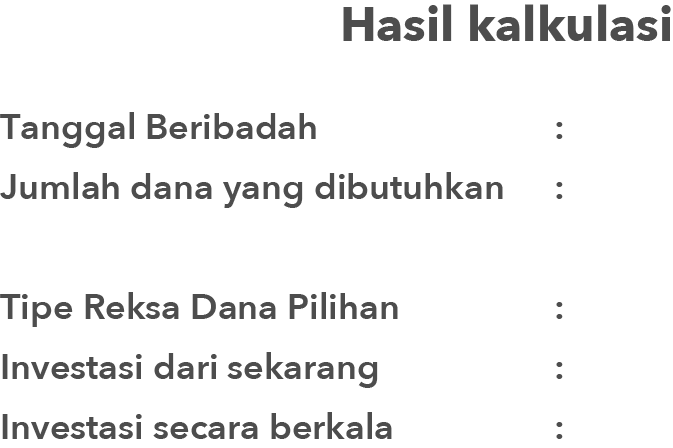 Hasil kalkulasi
Tanggal Beribadah :
Jumlah dana yang dibutuhkan :
Tipe Reksa Dana Pilihan :
Investasi dari sekarang :
Investasi secara berkala :